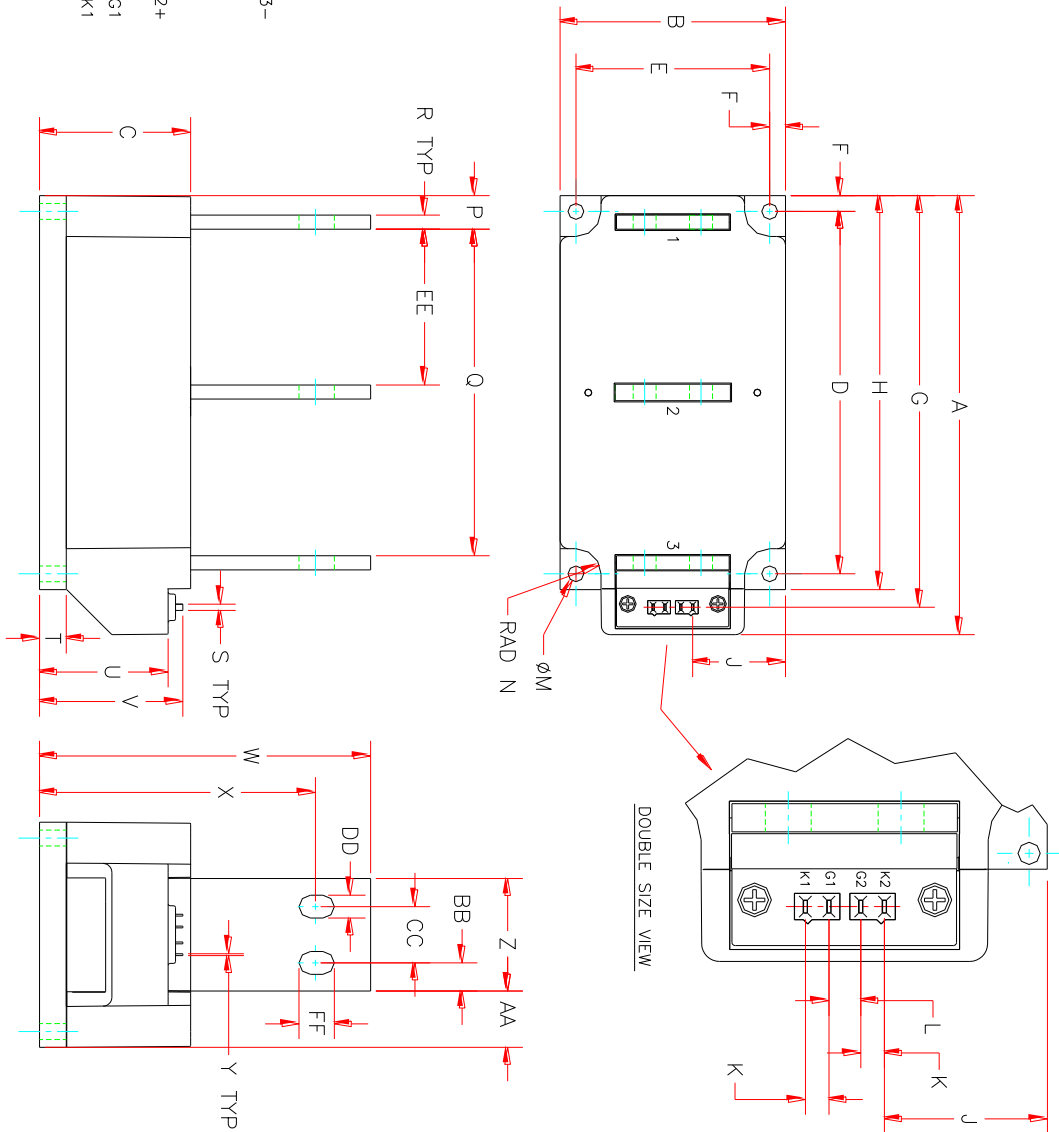 3-
2+
G1
K1
B
E
F
F
D
H
G
A
1
2
3
J
RAD N
ØM
C
R TYP
P
EE
Q
S TYP
T
U
V
DOUBLE SIZE VIEW
K1
G1
G2
K2
L
K
K
J
W
X
DD
BB
CC
Z
AA
FF
Y TYP